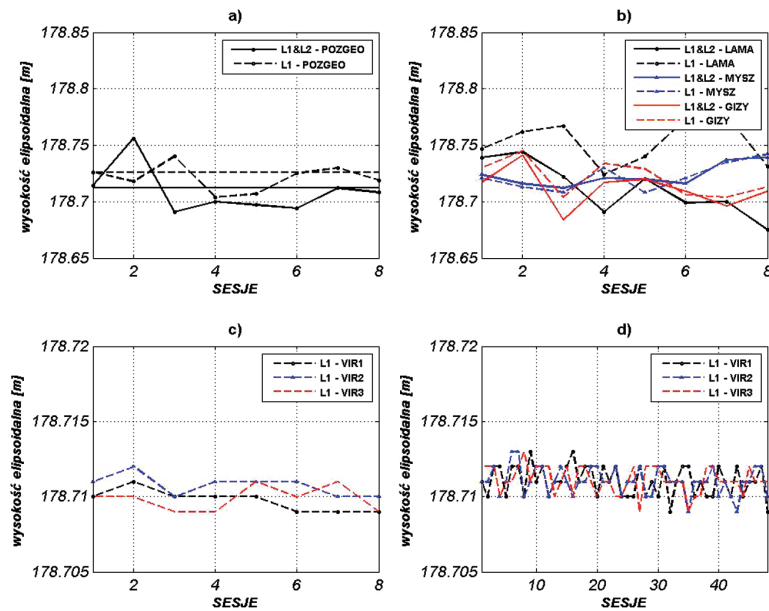 a)
178.85
178.8
178.75
178.7
178.65
wysokość elipsoidalna [m]
L1&L2 - POZGEO
L1 - POZGEO
2
4
6
8
SESJE
b)
178.85
178.8
178.75
178.7
178.65
wysokość elipsoidalna [m]
L1&L2 - LAMA
L1 - LAMA
L1&L2 - MYSZ
L1 - MYSZ
L1&L2 - GIZY
L1 - GIZY
2
4
6
8
SESJE
c)
178.72
178.715
178.71
178.705
wysokość elipsoidalna [m]
L1 - VIR1
L1 - VIR2
L1 - VIR3
2
4
6
8
SESJE
d)
178.72
178.715
178.71
178.705
wysokość elipsoidalna [m]
L1 - VIR1
L1 - VIR2
L1 - VIR3
10
20
30
40
SESJE